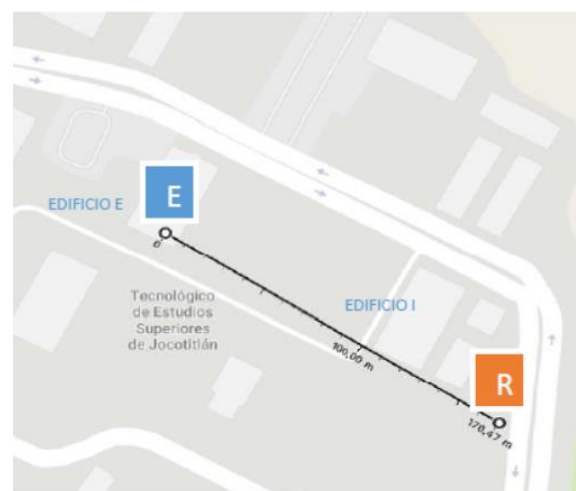 E
EDIFICIO E
0
Tecnológico
de Estudios
Superiores
de Jocotitlán
EDIFICIO I
100,00 m
R
170,47 m